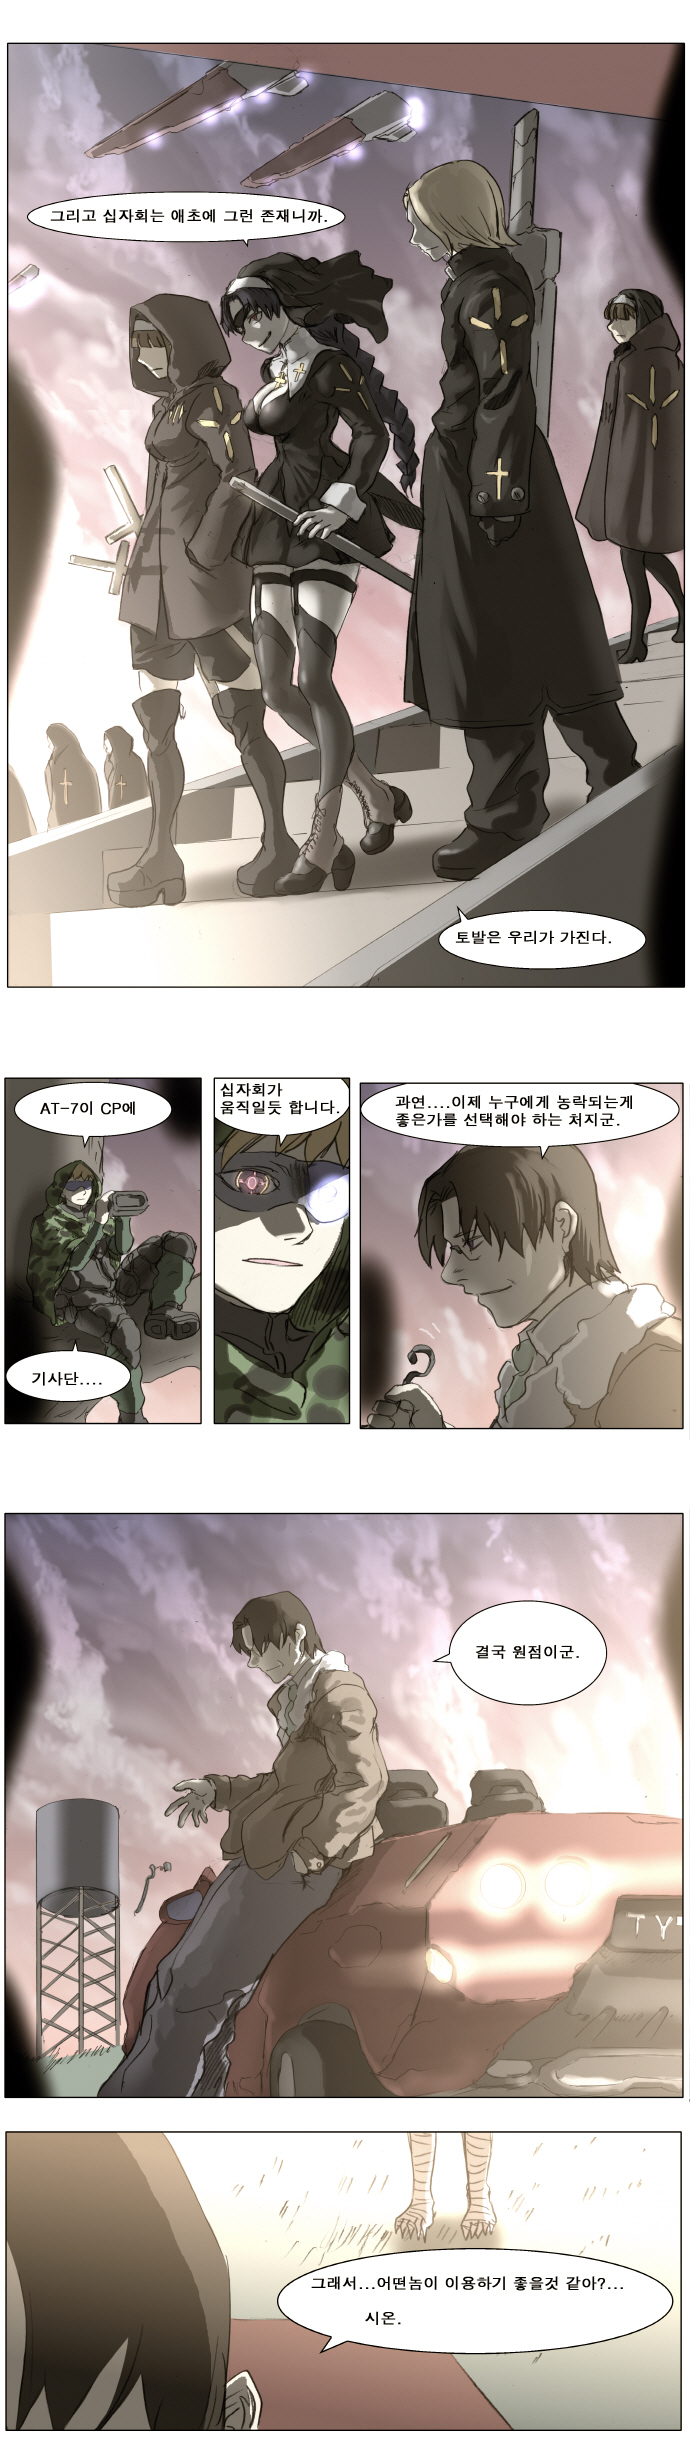 그리고 십자회는 애초에 그런 존재니까.
토발은 우리가 가진다.
AT-7이 CP에
기사단....
십자회가
움직일듯 합니다.
과연....이제 누구에게 농락되는게
좋은가를 선택해야 하는 처지군.
결국 원점이군.
TY
그래서...어떤놈이 이용하기 좋을것 같아?...
시온.